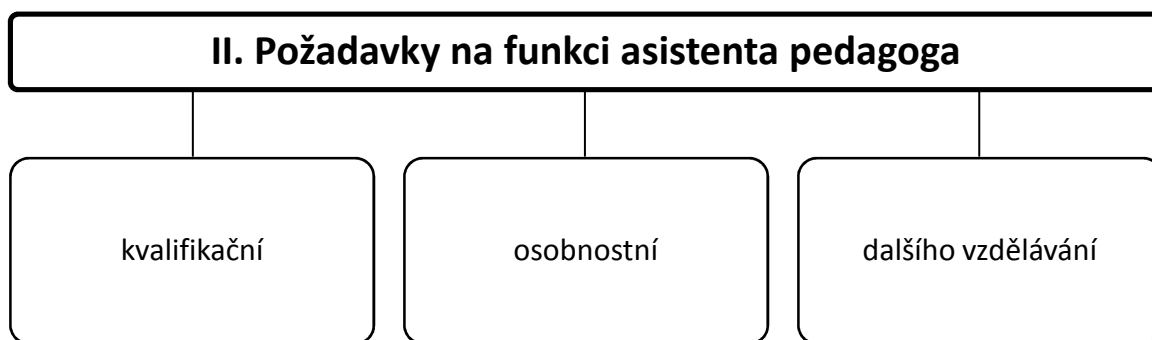 II. Požadavky na funkci asistenta pedagoga
kvalifikační
osobnostní
dalšího vzdělávání